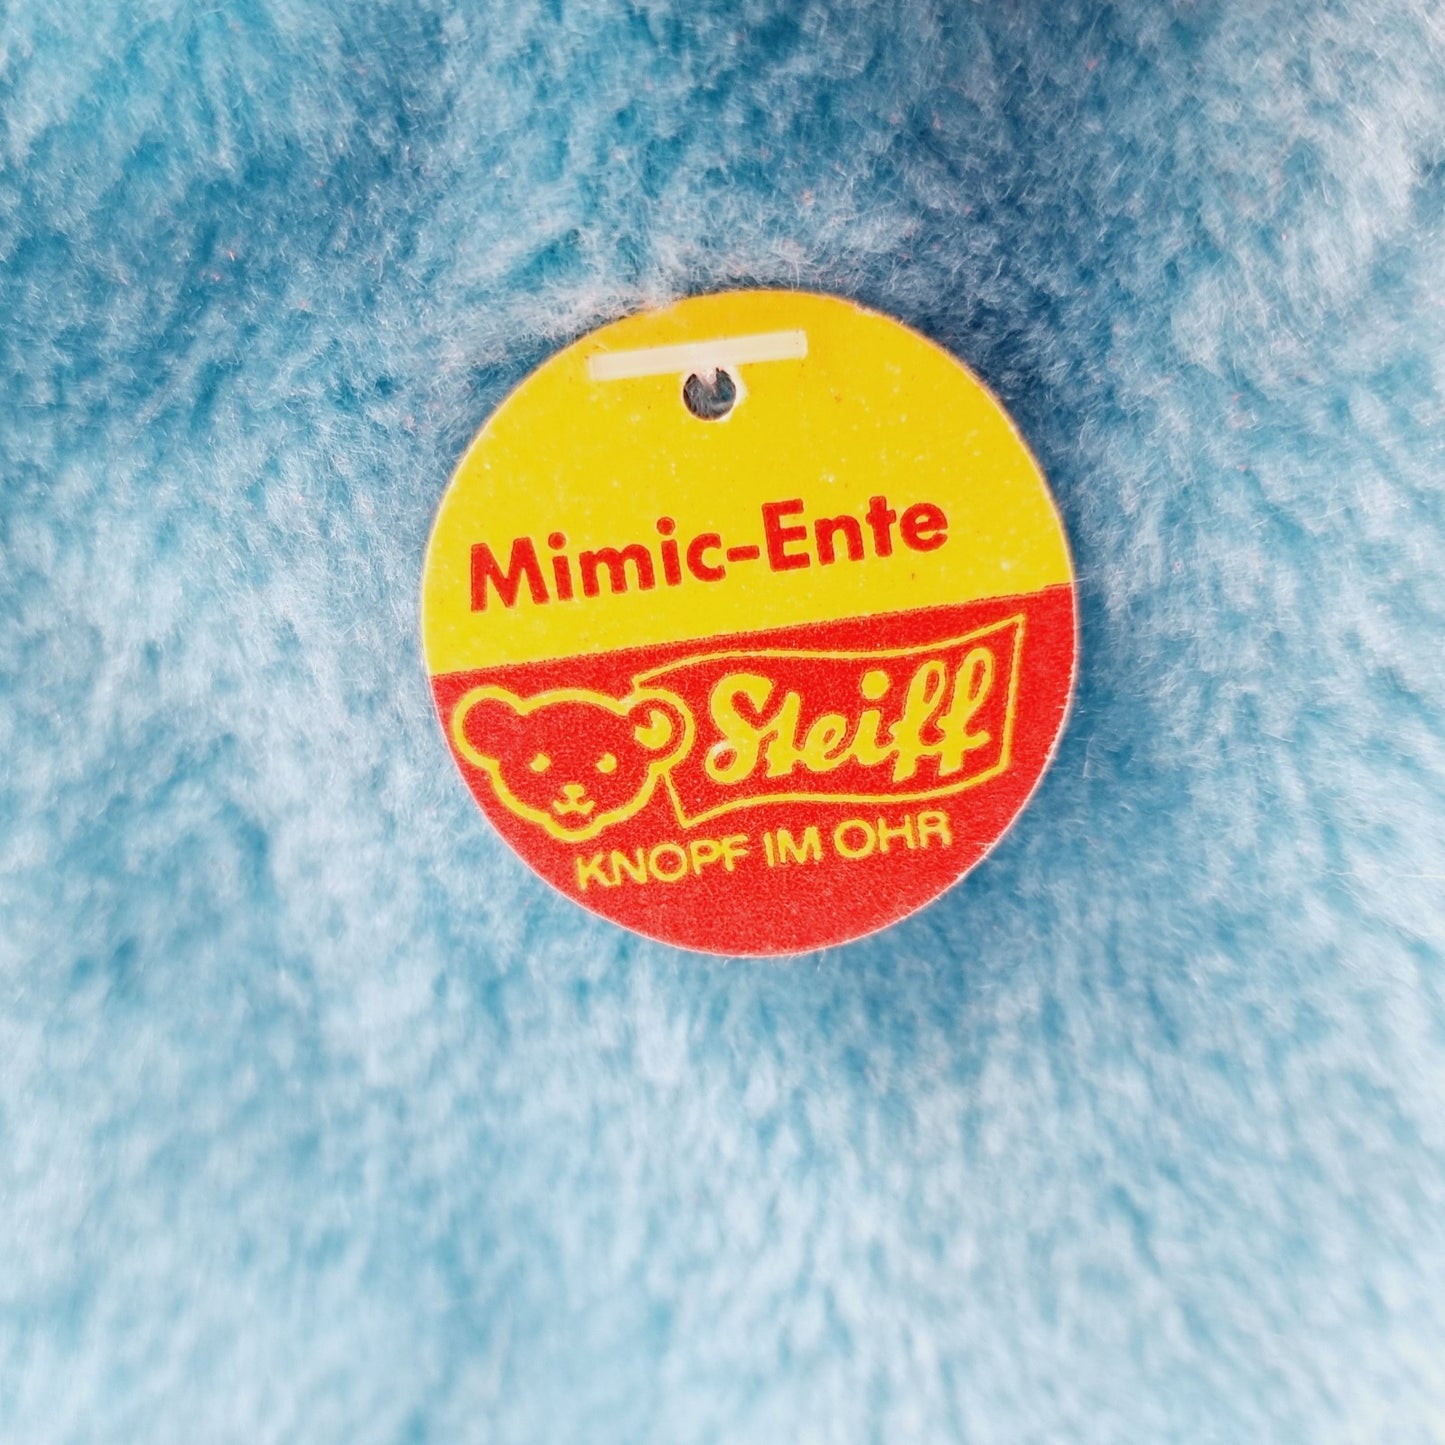 Mimic-Ente
Steiff
KNOPF IM OHR